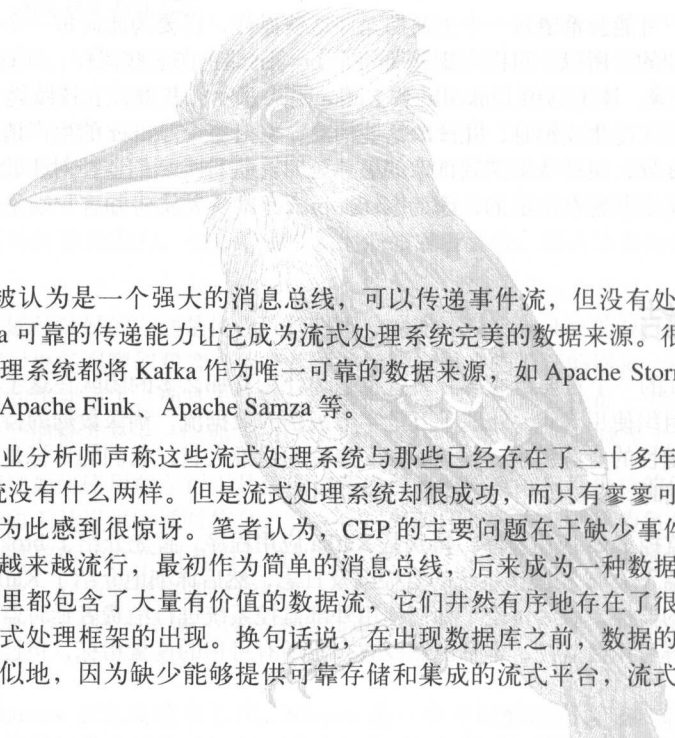 被认为是一个强大的消息总线，可以传递事件流，但没有处
a 可靠的传递能力让它成为流式处理系统完美的数据来源。很
理系统都将 Kafka 作为唯一可靠的数据来源，如 Apache Stor
Apache Flink、Apache Samza 等。
业分析师声称这些流式处理系统与那些已经存在了二十多年
统没有什么两样。但是流式处理系统却很成功，而只有寥寥可
为此感到很惊讶。笔者认为，CEP 的主要问题在于缺少事件
越来越流行，最初作为简单的消息总线，后来成为一种数据
里都包含了大量有价值的数据流，它们井然有序地存在了很
式处理框架的出现。换句话说，在出现数据库之前，数据的
似地，因为缺少能够提供可靠存储和集成的流式平台，流式